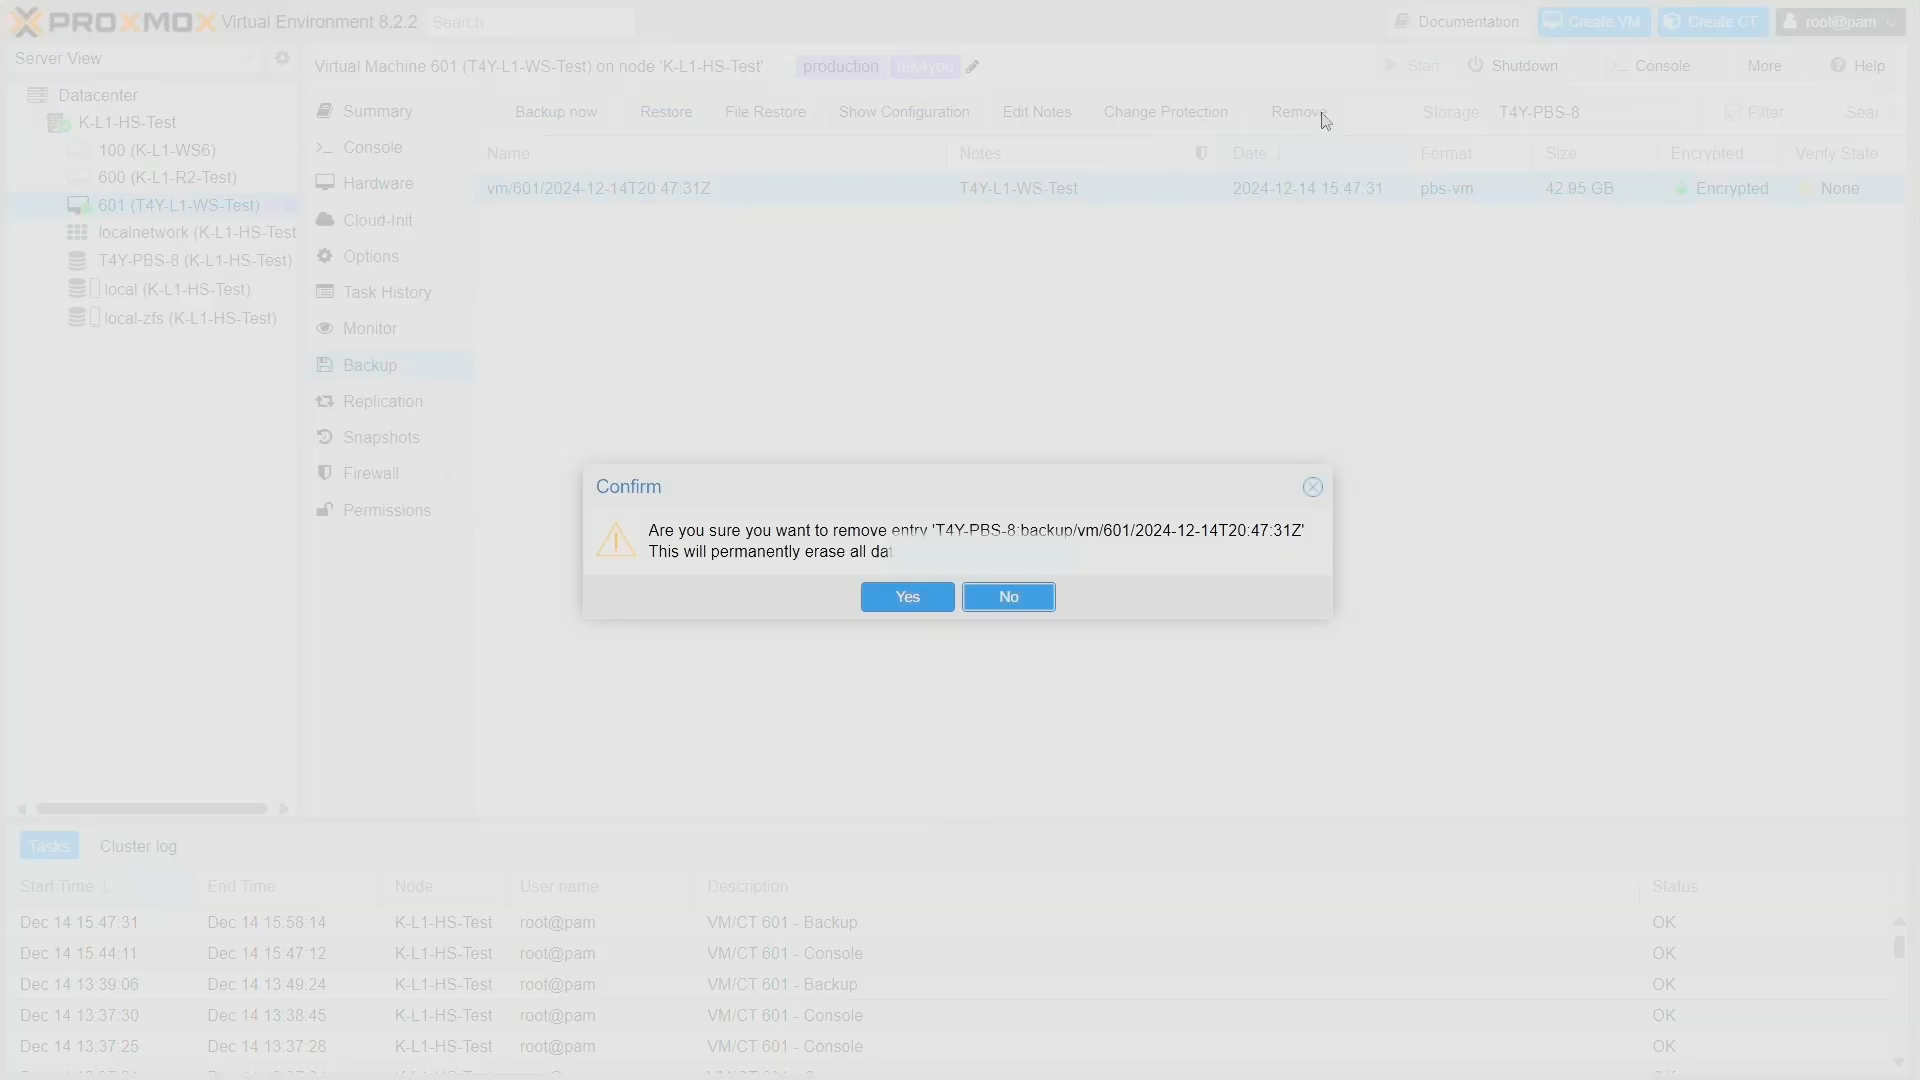 PROXMOX Virtual Environment 8.2.2 Search Documentation Create VM Create CT root@pam
Server View
Virtual Machine 601 (T4Y-L1-WS-Test) on node 'K-L1-HS-Test' production tek4you Start Shutdown Console More Help
Datacenter
K-L1-HS-Test
100 (K-L1-WS6)
600 (K-L1-R2-Test)
601 (T4Y-L1-WS-Test)
localnetwork (K-L1-HS-Test
T4Y-PBS-8 (K-L1-HS-Test)
local (K-L1-HS-Test)
local-zfs (K-L1-HS-Test)
Summary
Console
Hardware
Cloud-Init
Options
Task History
Monitor
Backup
Replication
Snapshots
Firewall
Permissions
Backup now Restore File Restore Show Configuration Edit Notes Change Protection Remove Storage T4Y-PBS-8 Filter Sear
Name Notes Date Format Size Encrypted Verify State
vm/601/2024-12-14T20:47:31Z T4Y-L1-WS-Test 2024-12-14 15:47:31 pbs-vm 42.95 GB Encrypted None
Confirm
Are you sure you want to remove entry 'T4Y-PBS-8:backup/vm/601/2024-12-14T20:47:31Z'
This will permanently erase all dat
Yes No
Tasks Cluster log
Start Time End Time Node User name Description Status
Dec 14 15:47:31 Dec 14 15:58:14 K-L1-HS-Test root@pam VM/CT 601 - Backup OK
Dec 14 15:44:11 Dec 14 15:47:12 K-L1-HS-Test root@pam VM/CT 601 - Console OK
Dec 14 13:39:06 Dec 14 13:49:24 K-L1-HS-Test root@pam VM/CT 601 - Backup OK
Dec 14 13:37:30 Dec 14 13:38:45 K-L1-HS-Test root@pam VM/CT 601 - Console OK
Dec 14 13:37:25 Dec 14 13:37:28 K-L1-HS-Test root@pam VM/CT 601 - Console OK